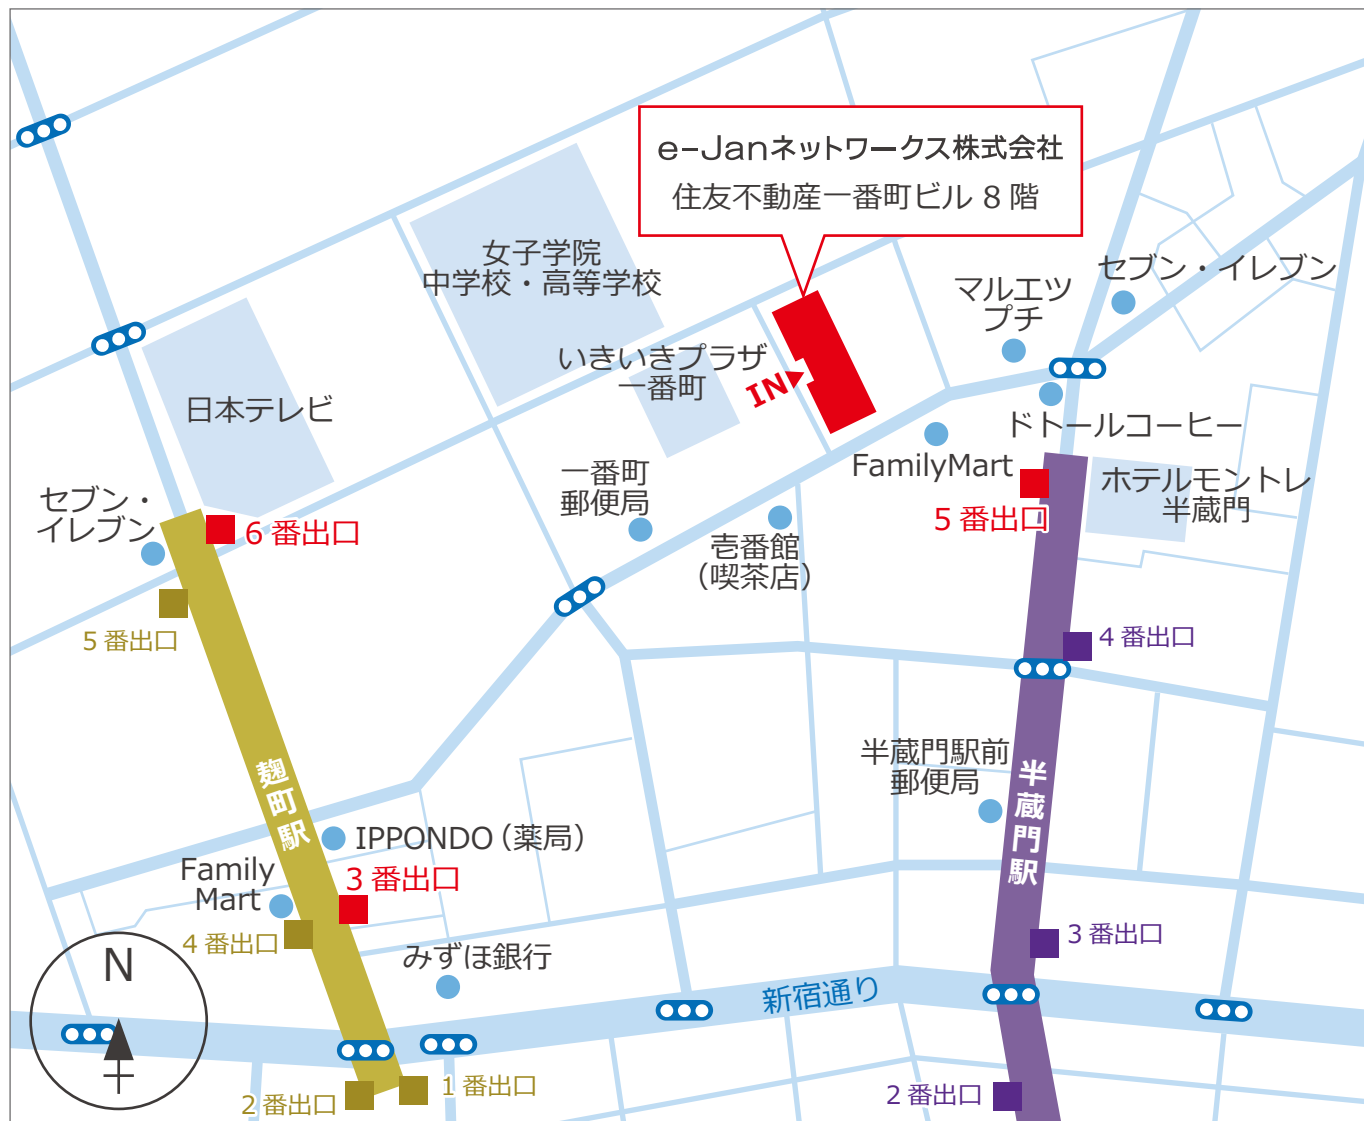 e-Janネットワークス株式会社
住友不動産一番町ビル 8 階
女子学院
中学校・高等学校
セブン・イレブン
マルエツ
プチ
いきいきプラザ
一番町
IN
日本テレビ
ドトールコーヒー
FamilyMart
ホテルモントレ
半蔵門
一番町
郵便局
セブン・
イレブン
6 番出口
5 番出口
壱番館
（喫茶店）
5 番出口
4 番出口
半蔵門駅前
郵便局
麹町駅
半蔵門駅
IPPONDO（薬局）
Family
Mart
3 番出口
4 番出口
3 番出口
みずほ銀行
N
新宿通り
1 番出口
2 番出口
2 番出口